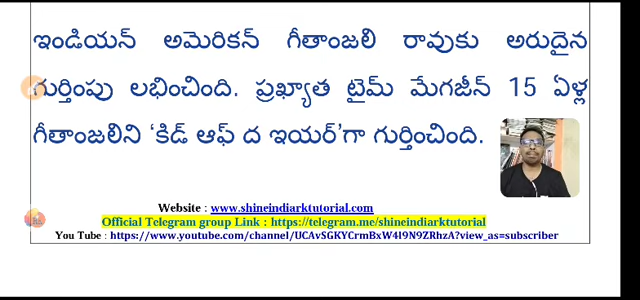 ఇండియన్ అమెరికన్ గీతాంజలి రావుకు అరుదైన
గుర్తింపు లభించింది. ప్రఖ్యాత టైమ్ మేగజీన్ 15 ఏళ్ల
గీతాంజలిని ‘కిడ్ ఆఫ్ ద ఇయర్’గా గుర్తించింది.
Website : www.shineindiarktutorial.com
Official Telegram group Link : https://telegram.me/shineindiarktutorial
You Tube : https://www.youtube.com/channel/UCAvSGKYCrmBxW4I9N9ZRhzA?view_as=subscriber